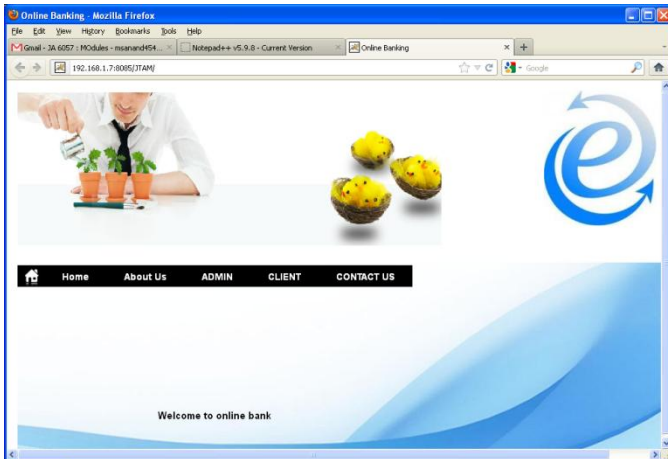 Online Banking - Mozilla Firefox
File Edit View History Bookmarks Tools Help
Gmail - JA 6057 : MOdules - msanand454... × Notepad++ v5.9.8 - Current Version × Online Banking × +
192.168.1.7:8085/JTAM/ Google
e
Home About Us ADMIN CLIENT CONTACT US
Welcome to online bank